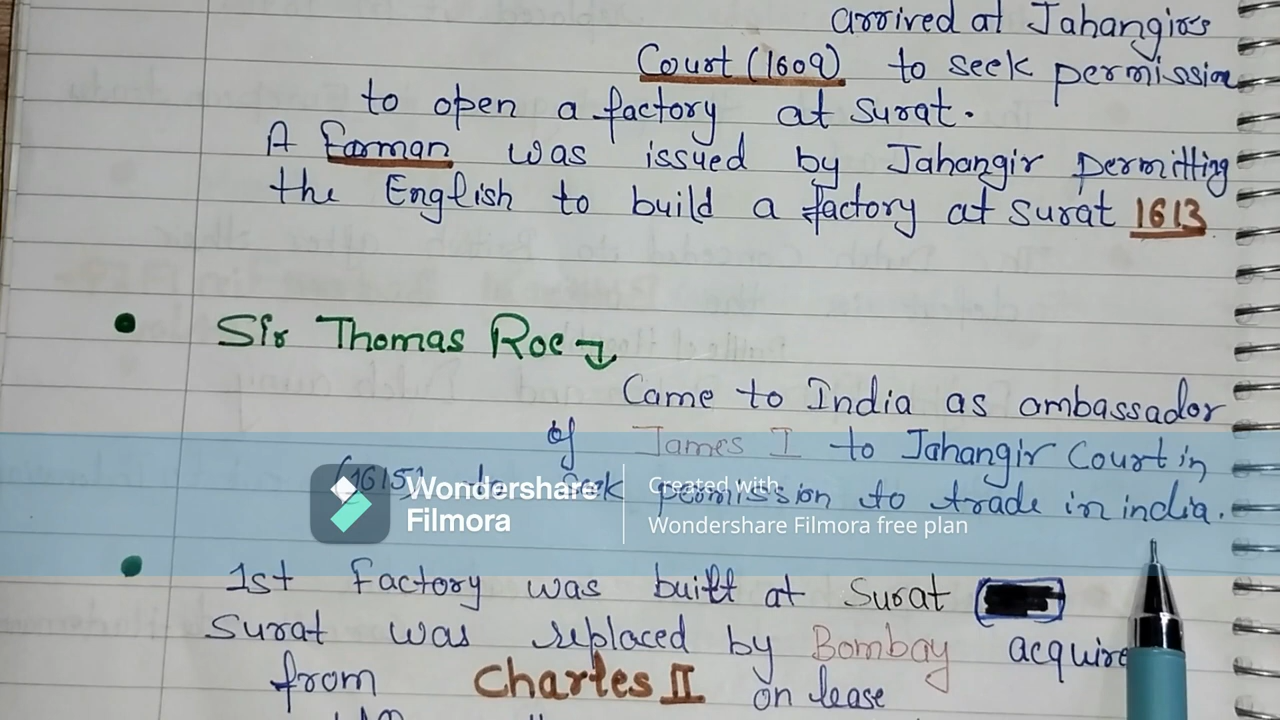 arrived at Jahangir's
Court (1609) to seek permission
to open a factory at Surat.
A Farman was issued by Jahangir permitting
the English to build a factory at Surat 1613
• Sir Thomas Roe
Came to India as ambassador
of James I to Jahangir Court in
(1615) to seek permission to trade in india.
Wondershare
Filmora
Created with
Wondershare Filmora free plan
• 1st Factory was built at Surat
Surat was replaced by Bombay acquire
from Charles II on lease